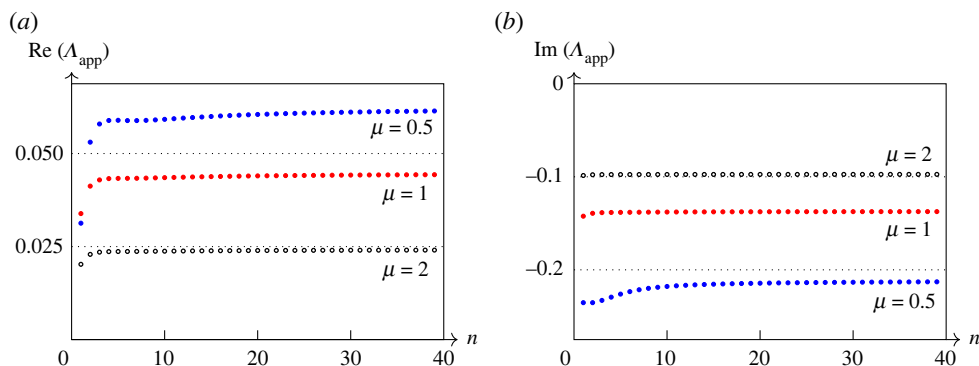 (a)
Re (Λapp)
0.050
0.025
μ = 0.5
μ = 1
μ = 2
0 10 20 30 40 n
(b)
Im (Λapp)
0
–0.1
–0.2
μ = 2
μ = 1
μ = 0.5
0 10 20 30 40 n